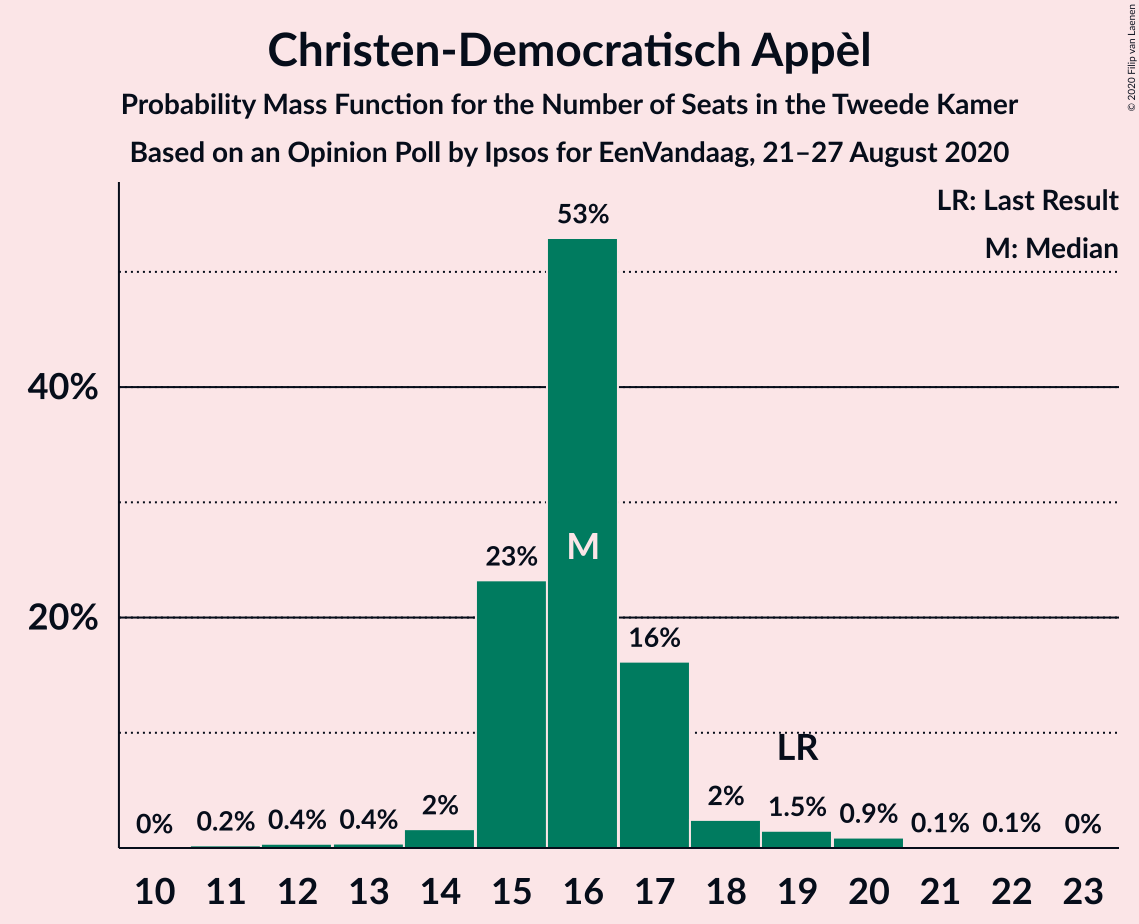 Christen-Democratisch Appèl
Probability Mass Function for the Number of Seats in the Tweede Kamer
Based on an Opinion Poll by Ipsos for EenVandaag, 21–27 August 2020
© 2020 Filip van Laenen
LR: Last Result
M: Median
53%
40%
23%
M
20%
16%
LR
0% 0.2% 0.4% 0.4% 2% 2% 1.5% 0.9% 0.1% 0.1% 0%
10 11 12 13 14 15 16 17 18 19 20 21 22 23